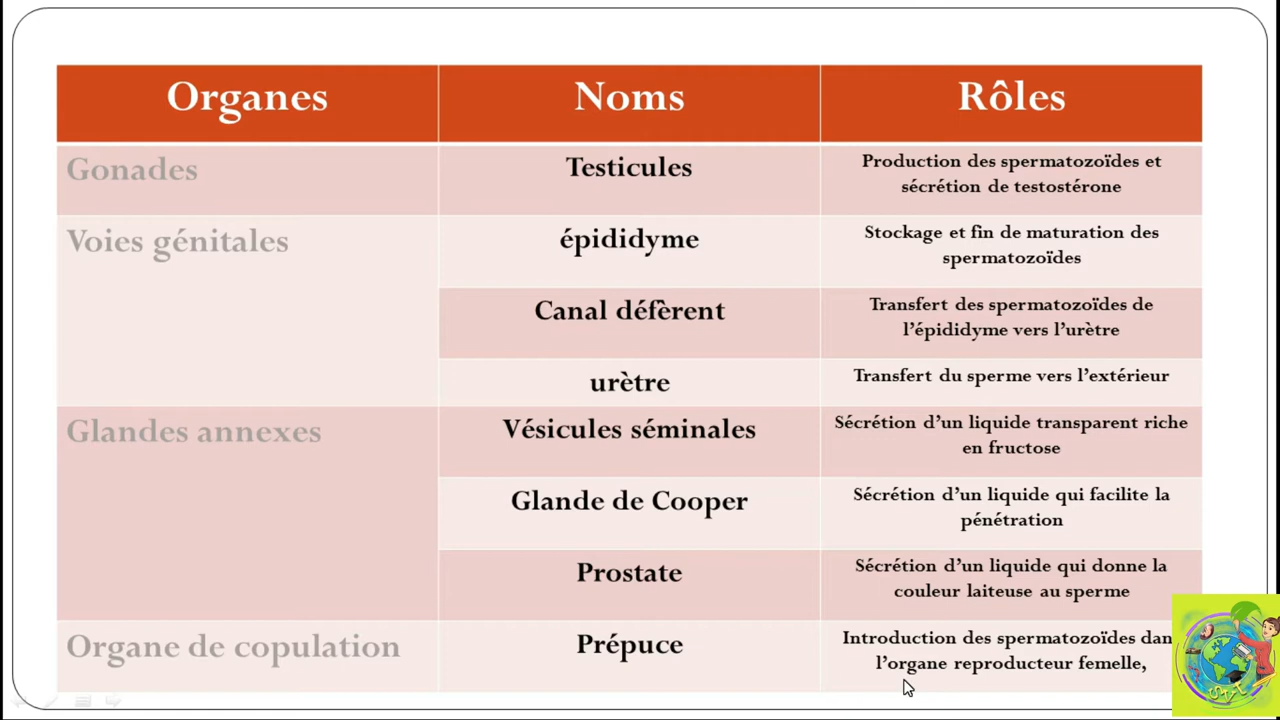 Organes
Noms
Rôles
Gonades
Testicules
Production des spermatozoïdes et
sécrétion de testostérone
Voies génitales
épididyme
Stockage et fin de maturation des
spermatozoïdes
Canal défèrent
Transfert des spermatozoïdes de
l'épididyme vers l'urètre
urètre
Transfert du sperme vers l'extérieur
Glandes annexes
Vésicules séminales
Sécrétion d'un liquide transparent riche
en fructose
Glande de Cooper
Sécrétion d'un liquide qui facilite la
pénétration
Prostate
Sécrétion d'un liquide qui donne la
couleur laiteuse au sperme
Organe de copulation
Prépuce
Introduction des spermatozoïdes dan
l'organe reproducteur femelle,